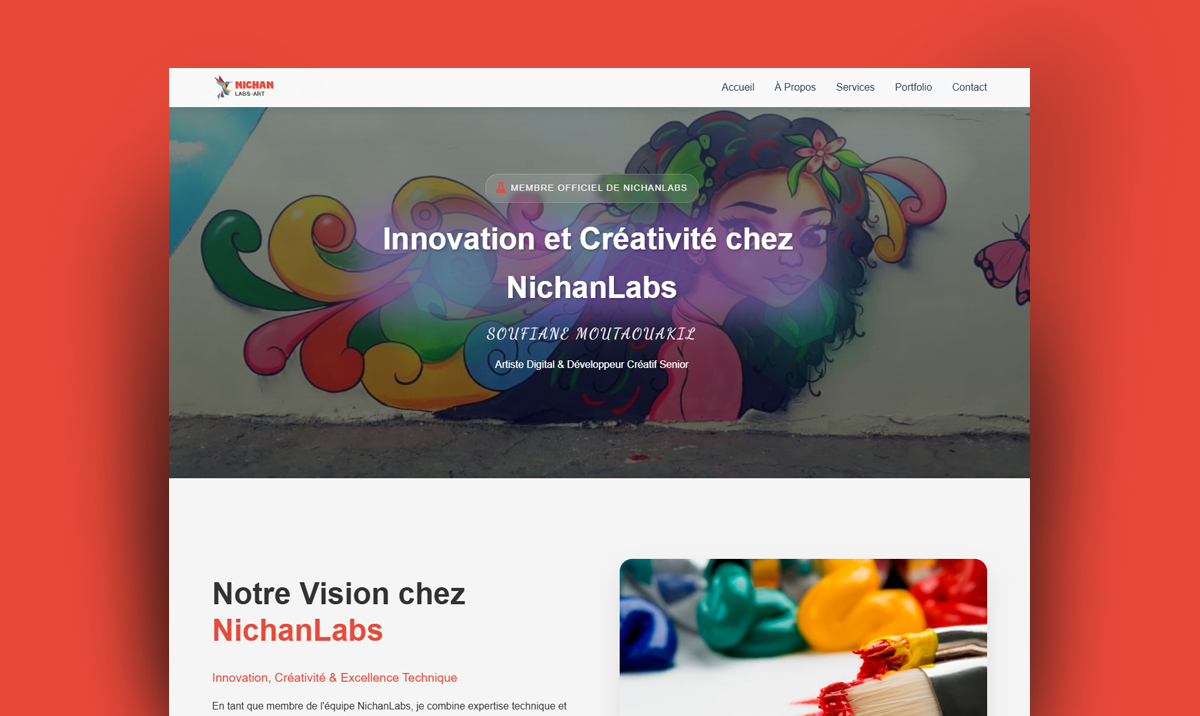 NICHAN
LABS-ART
Accueil À Propos Services Portfolio Contact
MEMBRE OFFICIEL DE NICHANLABS
Innovation et Créativité chez
NichanLabs
SOUFIANE MOUTAOUAKIL
Artiste Digital & Développeur Créatif Senior
Notre Vision chez
NichanLabs
Innovation, Créativité & Excellence Technique
En tant que membre de l'équipe NichanLabs, je combine expertise technique et